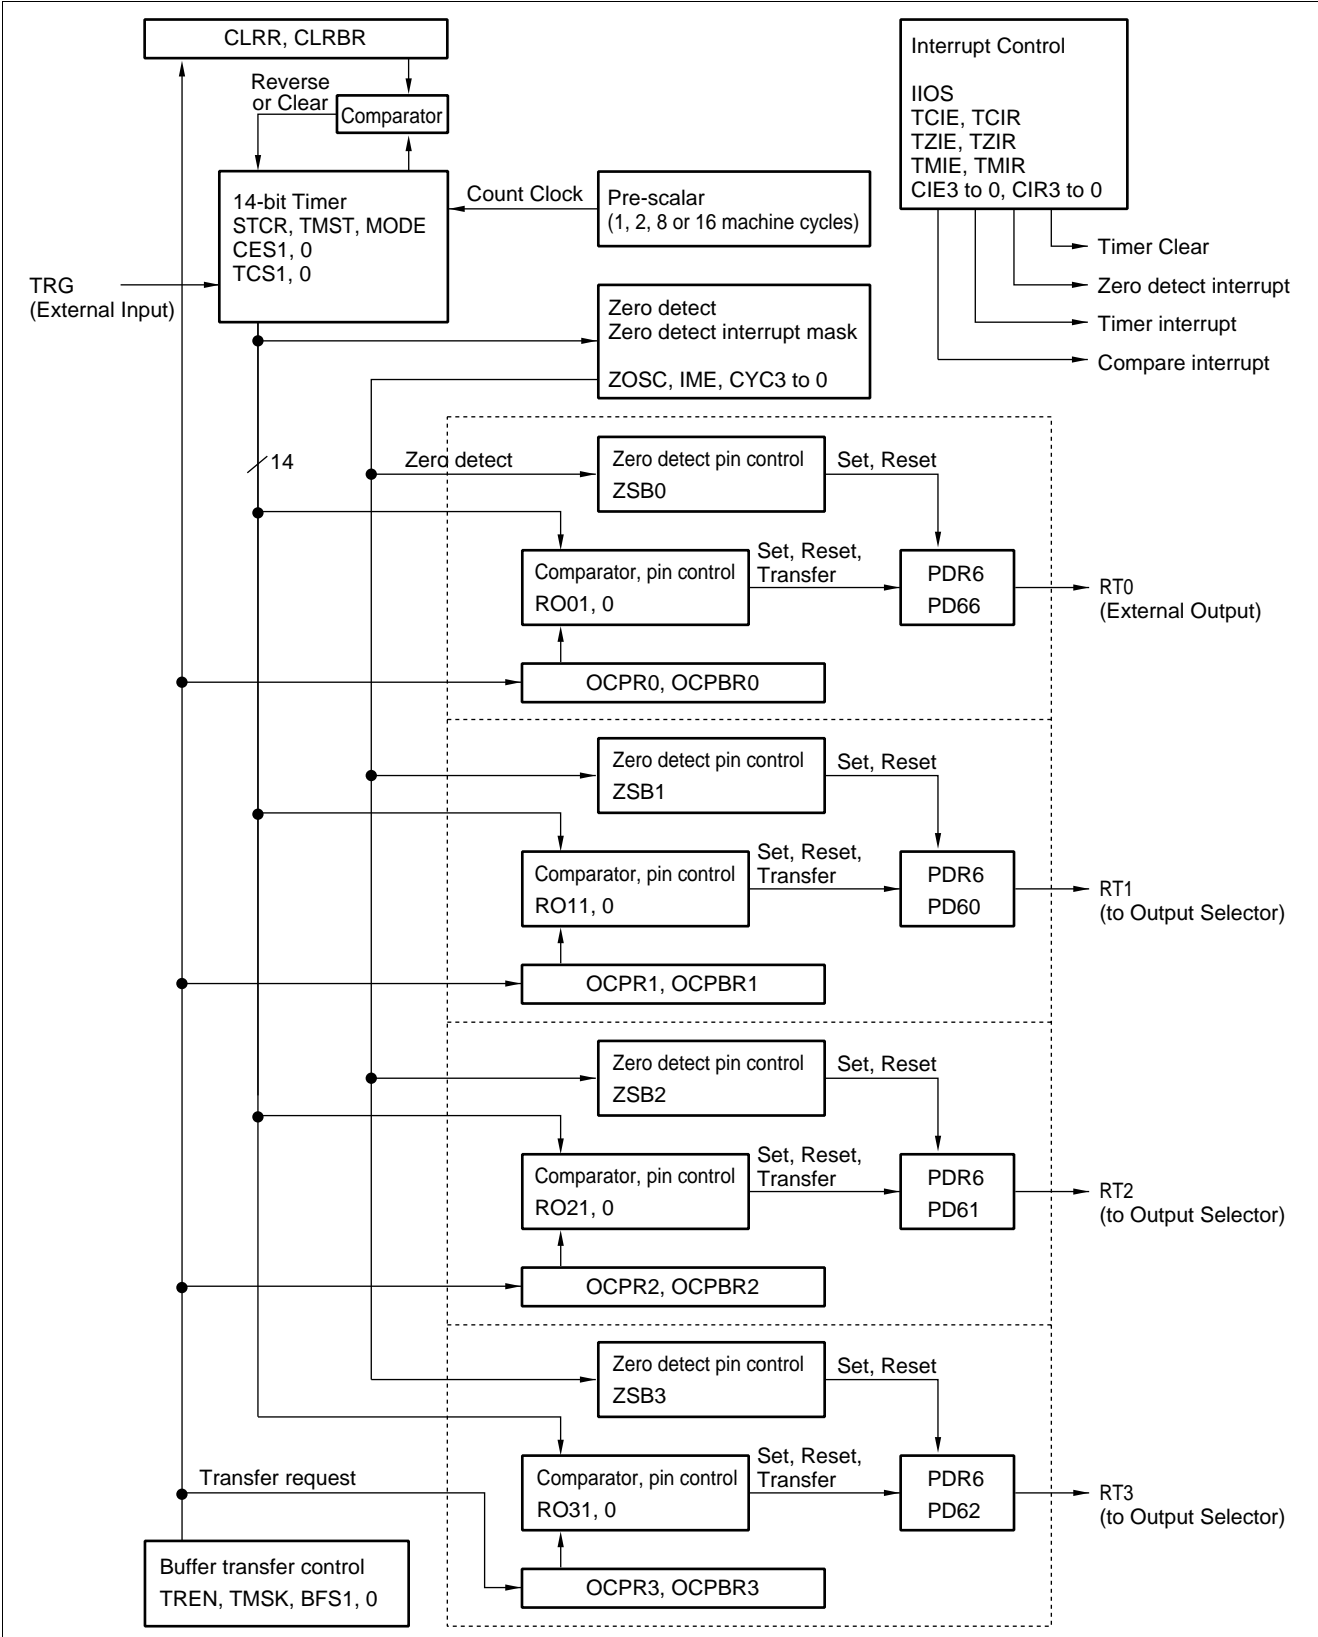 CLRR, CLRBR
Reverse
or Clear
Comparator
14-bit Timer
STCR, TMST, MODE
CES1, 0
TCS1, 0
Count Clock
Pre-scalar
(1, 2, 8 or 16 machine cycles)
Interrupt Control
IIOS
TCIE, TCIR
TZIE, TZIR
TMIE, TMIR
CIE3 to 0, CIR3 to 0
Timer Clear
Zero detect interrupt
Timer interrupt
Compare interrupt
TRG
(External Input)
Zero detect
Zero detect interrupt mask
ZOSC, IME, CYC3 to 0
14
Zero detect
Zero detect pin control
ZSB0
Set, Reset
Comparator, pin control
RO01, 0
Set, Reset,
Transfer
PDR6
PD66
RT0
(External Output)
OCPR0, OCPBR0
Zero detect pin control
ZSB1
Set, Reset
Comparator, pin control
RO11, 0
Set, Reset,
Transfer
PDR6
PD60
RT1
(to Output Selector)
OCPR1, OCPBR1
Zero detect pin control
ZSB2
Set, Reset
Comparator, pin control
RO21, 0
Set, Reset,
Transfer
PDR6
PD61
RT2
(to Output Selector)
OCPR2, OCPBR2
Zero detect pin control
ZSB3
Set, Reset
Transfer request
Comparator, pin control
RO31, 0
Set, Reset,
Transfer
PDR6
PD62
RT3
(to Output Selector)
OCPR3, OCPBR3
Buffer transfer control
TREN, TMSK, BFS1, 0